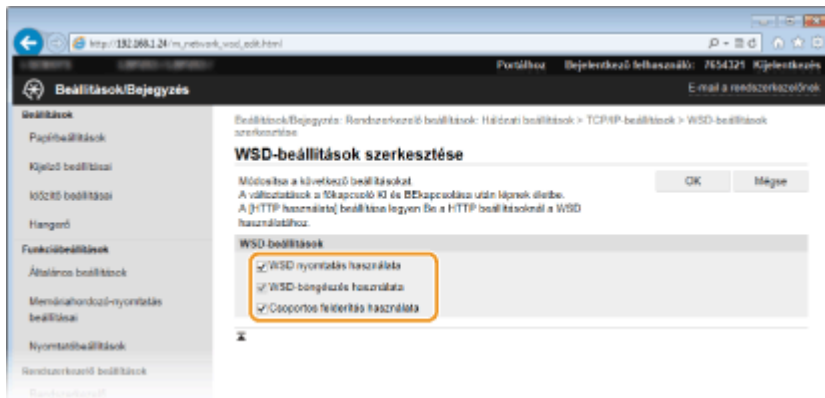 http://192.168.1.24/m_network_wsd_edit.html
Portálhoz Bejelentkező felhasználó: 7654321 Kijelentkezés
Beállítások/Bejegyzés
E-mail a rendszerkezelőnek
Beállítások
Beállítások/Bejegyzés: Rendszerkezelő beállítások: Hálózati beállítások > TCP/IP-beállítások > WSD-beállítások
szerkesztése
Papírbeállítások
WSD-beállítások szerkesztése
Kijelző beállításai
Módosítsa a következő beállításokat.
OK Mégse
A változtatások a főkapcsoló KI és BEkapcsolása után lépnek életbe.
Időzítő beállításai
A [HTTP használata] beállítása legyen Be a HTTP beállításoknál a WSD
használatához.
Hangerő
WSD-beállítások
Funkcióbeállítások
WSD nyomtatás használata
Általános beállítások
WSD-böngészés használata
Memóriahordozó-nyomtatás
beállításai
Csoportos felderítés használata
Nyomtatóbeállítások
Rendszerkezelő beállítások